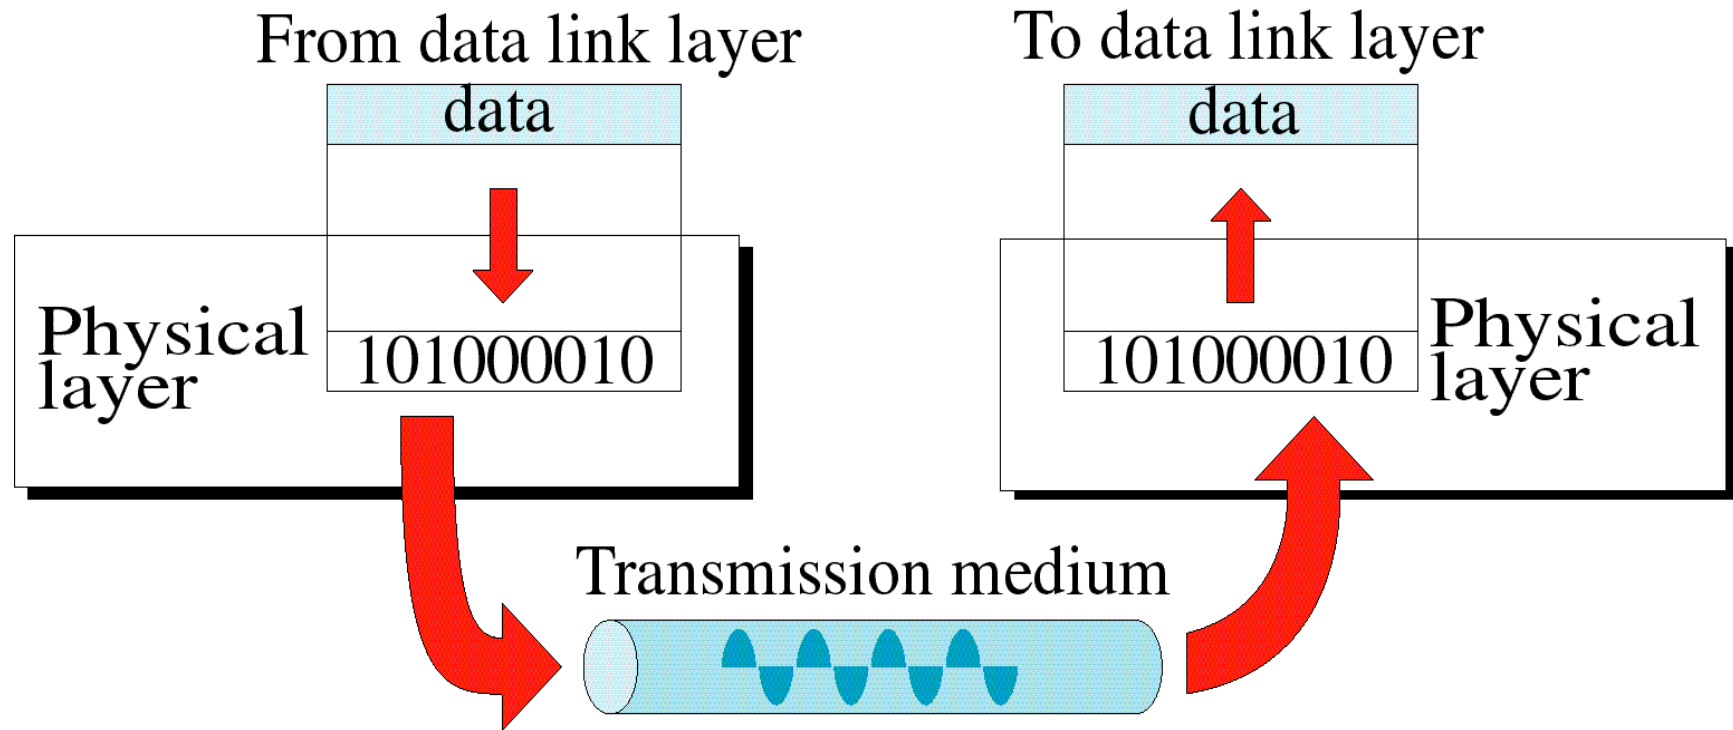 From data link layer
data
Physical
layer
101000010
To data link layer
data
101000010
Physical
layer
Transmission medium